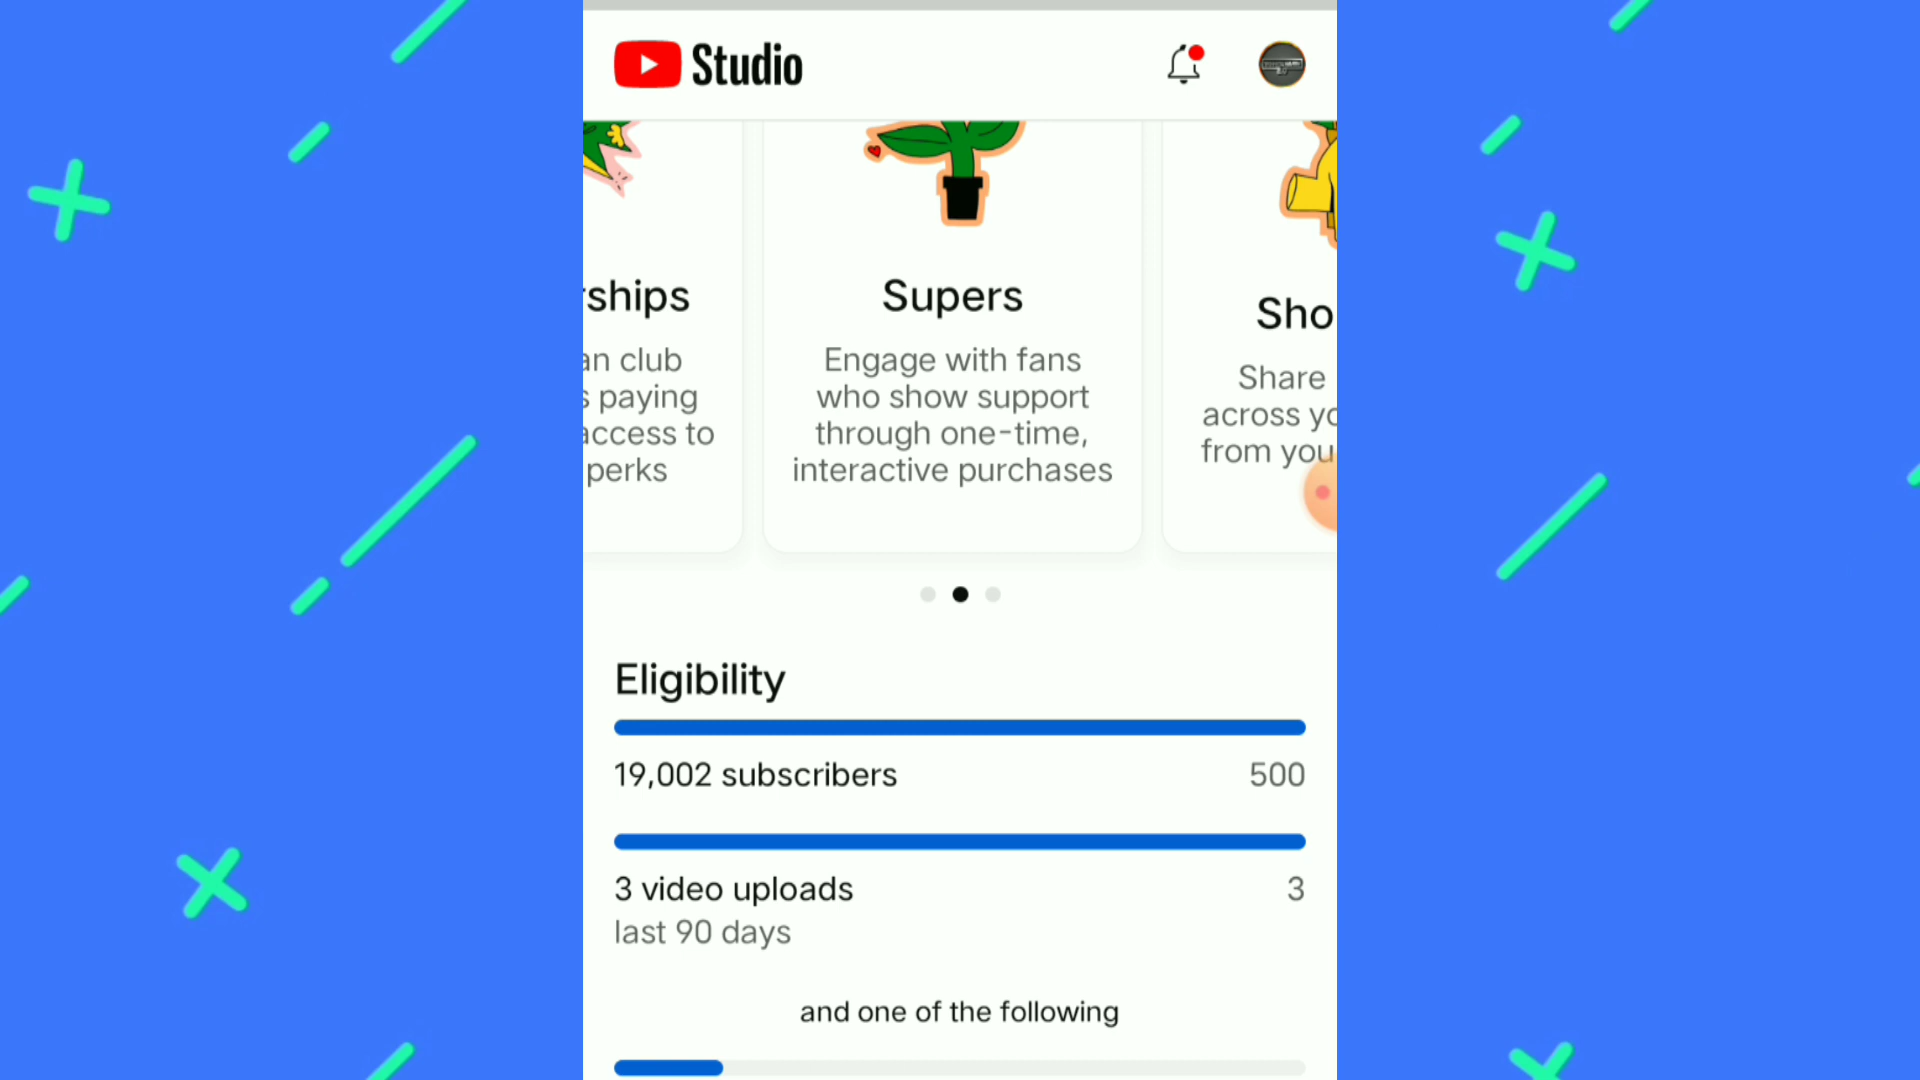 Studio
rships
an club
s paying
access to
perks
Supers
Engage with fans
who show support
through one-time,
interactive purchases
Sho
Share
across yo
from you
Eligibility
19,002 subscribers 500
3 video uploads 3
last 90 days
and one of the following